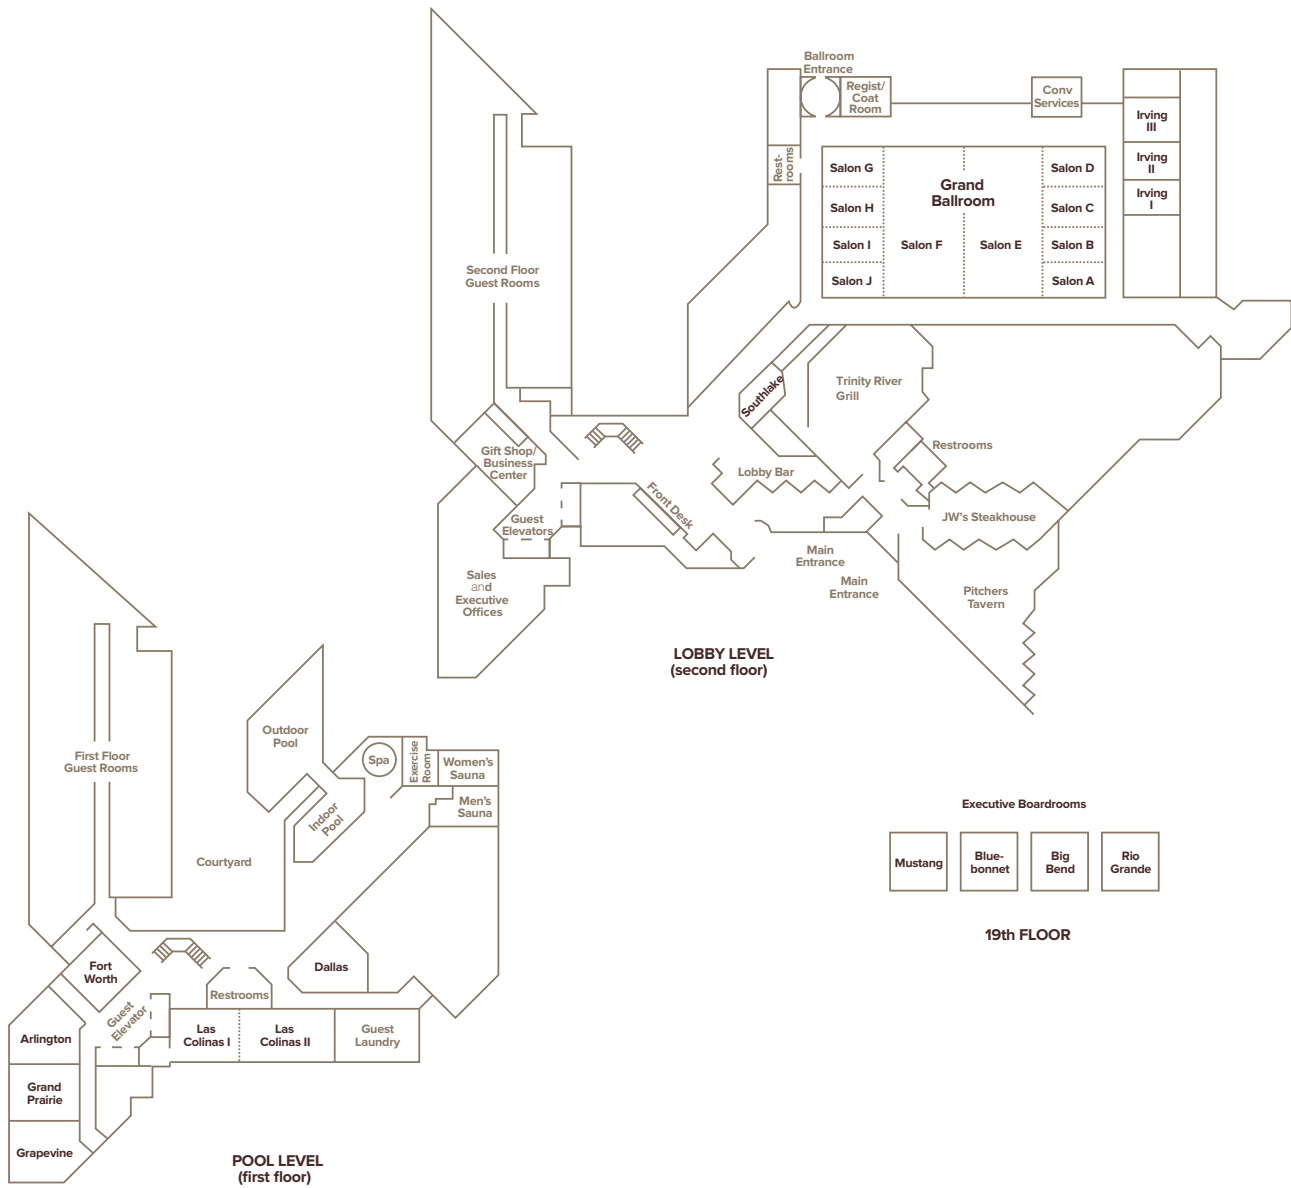 Ballroom
Entrance
Regist/
Coat
Room
Conv
Services
Irving
III
Irving
II
Irving
I
Rest-
rooms
Salon G
Salon H
Salon I
Salon J
Grand
Ballroom
Salon F
Salon E
Salon D
Salon C
Salon B
Salon A
Second Floor
Guest Rooms
Southlake
Trinity River
Grill
Restrooms
Gift Shop/
Business
Center
Lobby Bar
Front Desk
Guest
Elevators
JW's Steakhouse
Main
Entrance
Main
Entrance
Sales
and
Executive
Offices
Pitchers
Tavern
LOBBY LEVEL
(second floor)
Outdoor
Pool
First Floor
Guest Rooms
Spa
Exercise
Room
Women's
Sauna
Men's
Sauna
Indoor
Pool
Courtyard
Executive Boardrooms
Mustang
Blue-
bonnet
Big
Bend
Rio
Grande
19th FLOOR
Fort
Worth
Dallas
Restrooms
Guest
Elevator
Arlington
Las
Colinas I
Las
Colinas II
Guest
Laundry
Grand
Prairie
Grapevine
POOL LEVEL
(first floor)